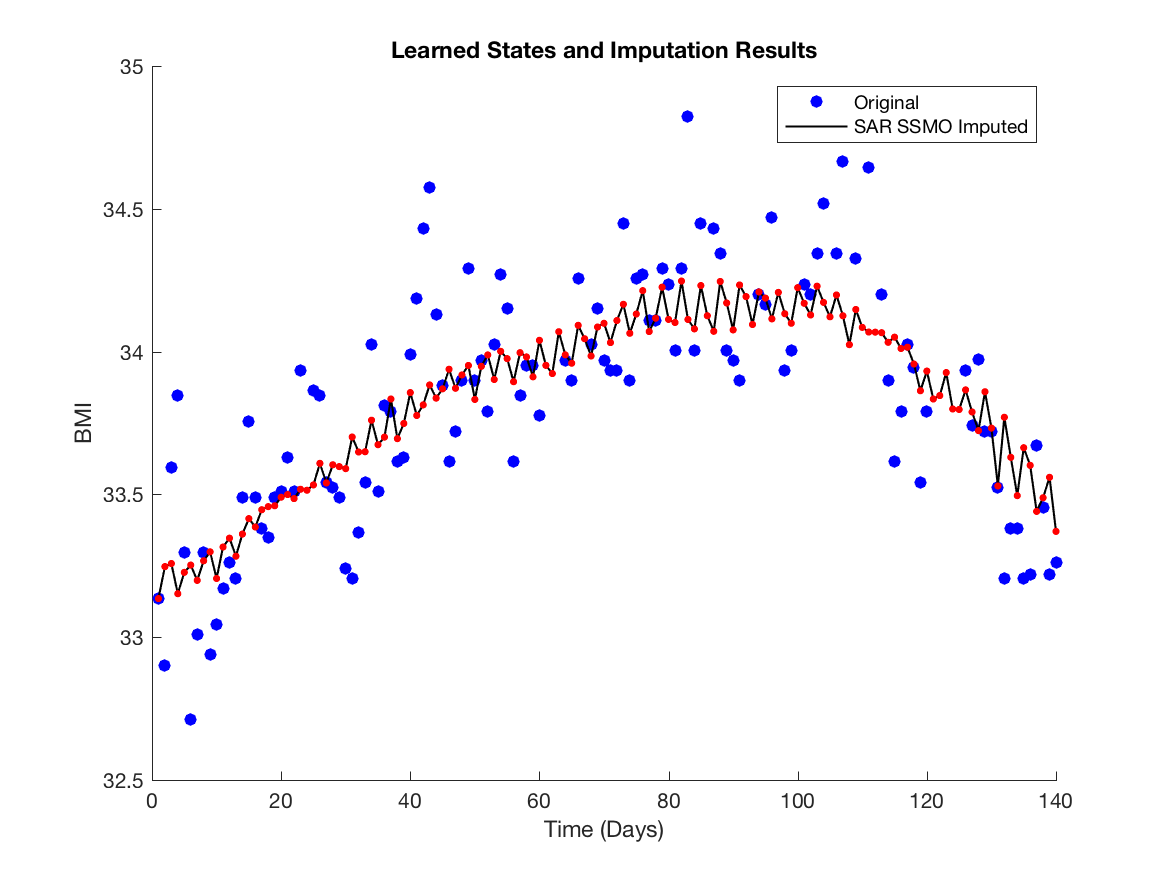 Learned States and Imputation Results
35
Original
SAR SSMO Imputed
34.5
34
BMI
33.5
33
32.5
0 20 40 60 80 100 120 140
Time (Days)